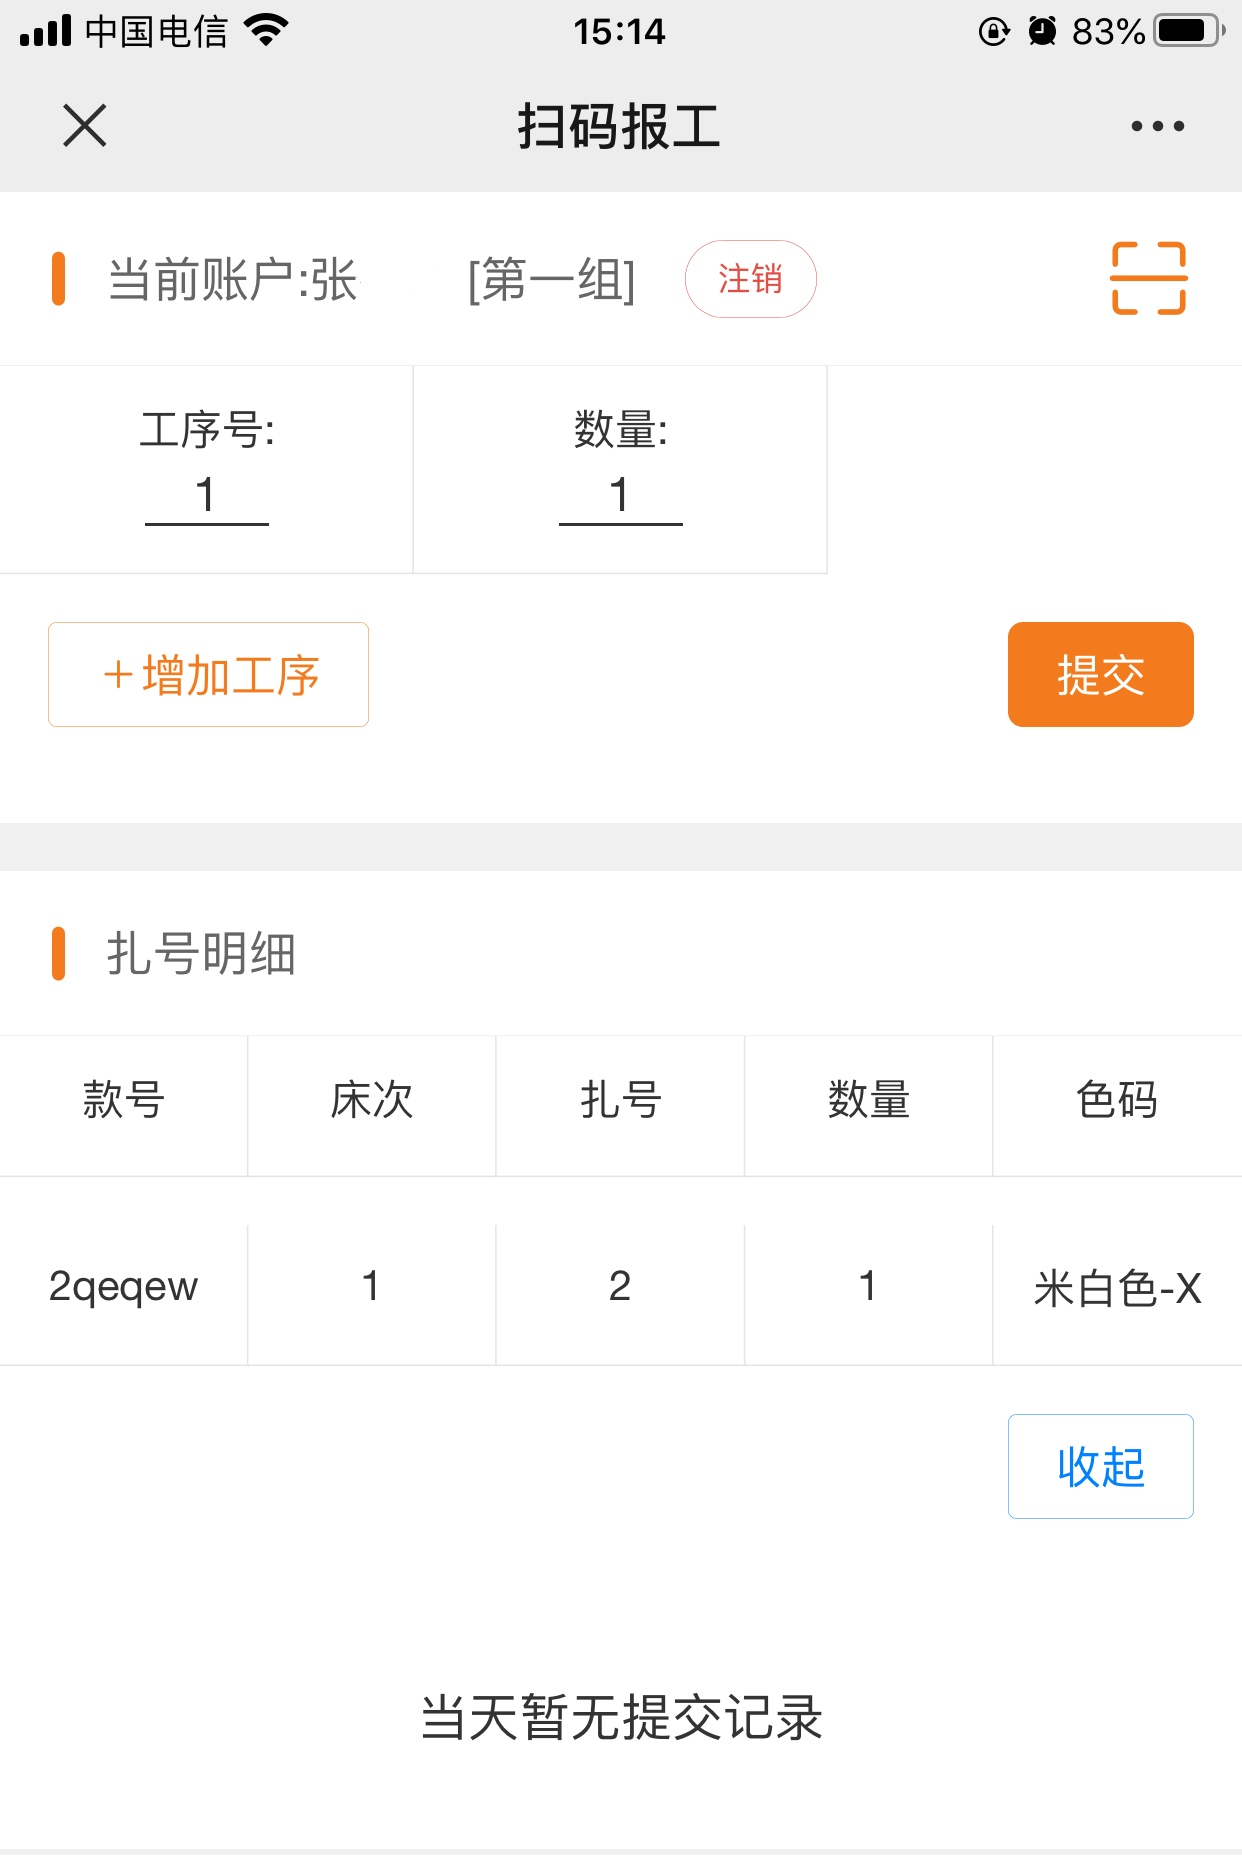 中国电信 15:14 83%
扫码报工
当前账户:张 [第一组] 注销
工序号: 数量:
1 1
+增加工序 提交
扎号明细
款号 床次 扎号 数量 色码
2qeqew 1 2 1 米白色-X
收起
当天暂无提交记录